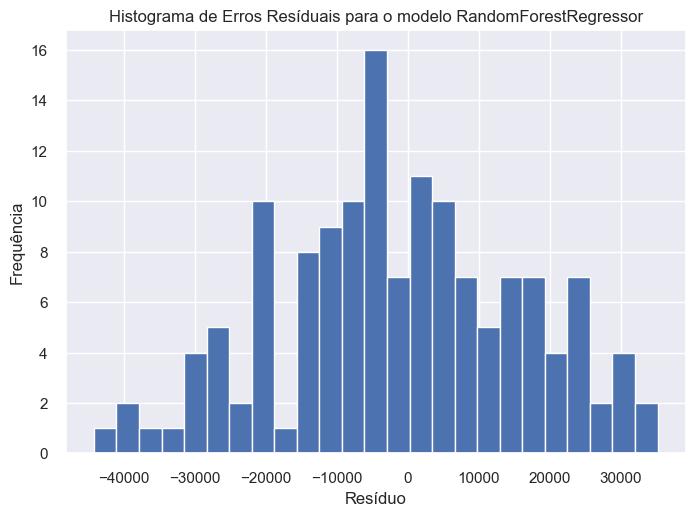 Histograma de Erros Resíduais para o modelo RandomForestRegressor
16
14
12
10
8
6
4
2
0
Frequência
−40000 −30000 −20000 −10000 0 10000 20000 30000
Resíduo